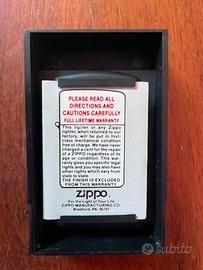 PLEASE READ ALL
DIRECTIONS AND
CAUTIONS CAREFULLY
FULL LIFETIME WARRANTY
This lighter or any Zippo
lighter, when returned to our
factory, will be put in first-
class mechanical condition
free of charge. We have never
charged a cent for the repair
of a ZIPPO regardless of its
age or condition. This war-
ranty gives you specific legal
rights and you may also have
other rights which vary from
state to state.
THE FINISH IS EXCLUDED
FROM THIS WARRANTY.
zippo
For the Light of Your Life
ZIPPO MANUFACTURING CO.
Bradford, PA. 16701
subito